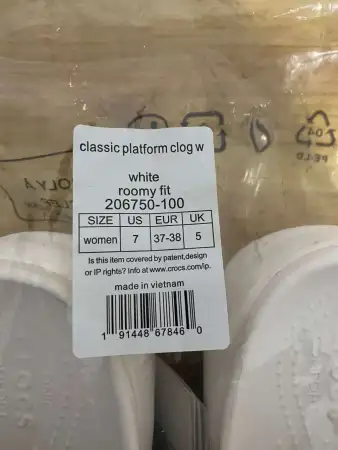 classic platform clog w
white
roomy fit
206750-100
SIZE US EUR UK
women 7 37-38 5
Is this item covered by patent,design
or IP rights? Info at www.crocs.com/ip.
made in vietnam
1 91448 67846 0